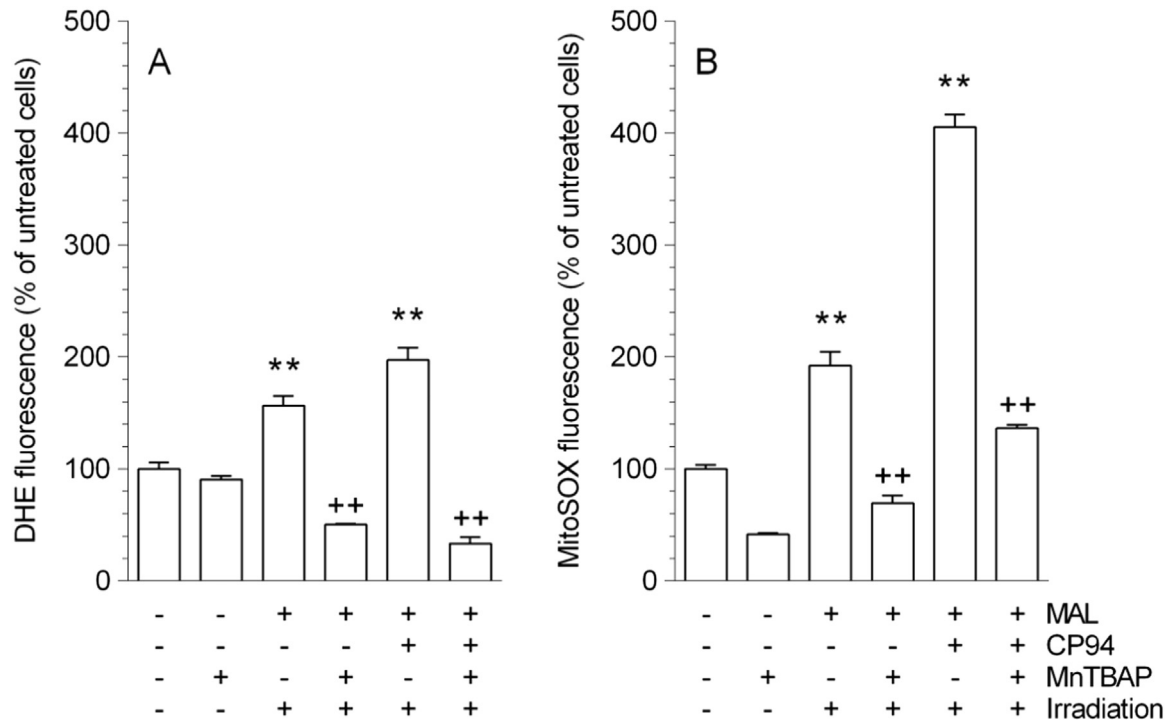 A
DHE fluorescence (% of untreated cells)
500
400
300
200
100
0
** ** ++ ++
- - + + + +
- - - - + +
- + - + - +
- - + + + +
B
MitoSOX fluorescence (% of untreated cells)
500
400
300
200
100
0
** ** ++ ++
- - + + + + MAL
- - - - + + CP94
- + - + - + MnTBAP
- - + + + + Irradiation